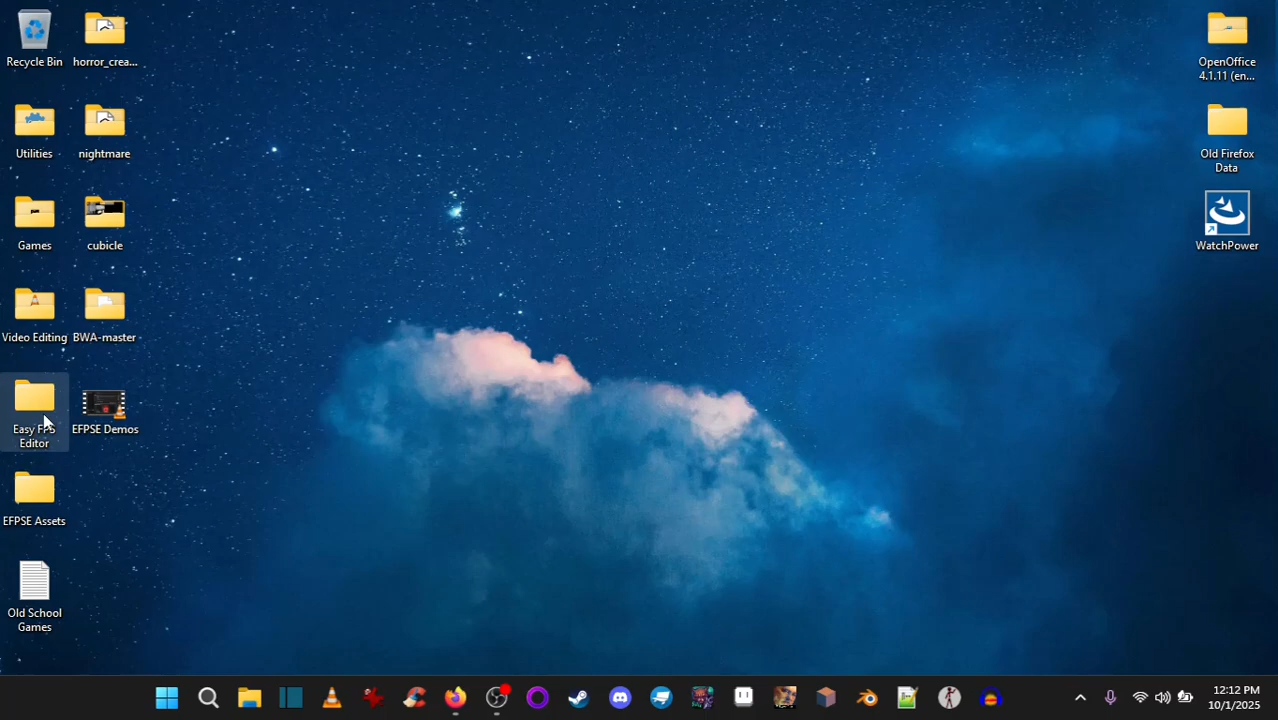 Recycle Bin
horror_crea...
Utilities
nightmare
Games
cubicle
Video Editing
BWA-master
Easy FPS
Editor
EFPSE Demos
EFPSE Assets
Old School
Games
OpenOffice
4.1.11 (en...
Old Firefox
Data
WatchPower
12:12 PM
10/1/2025